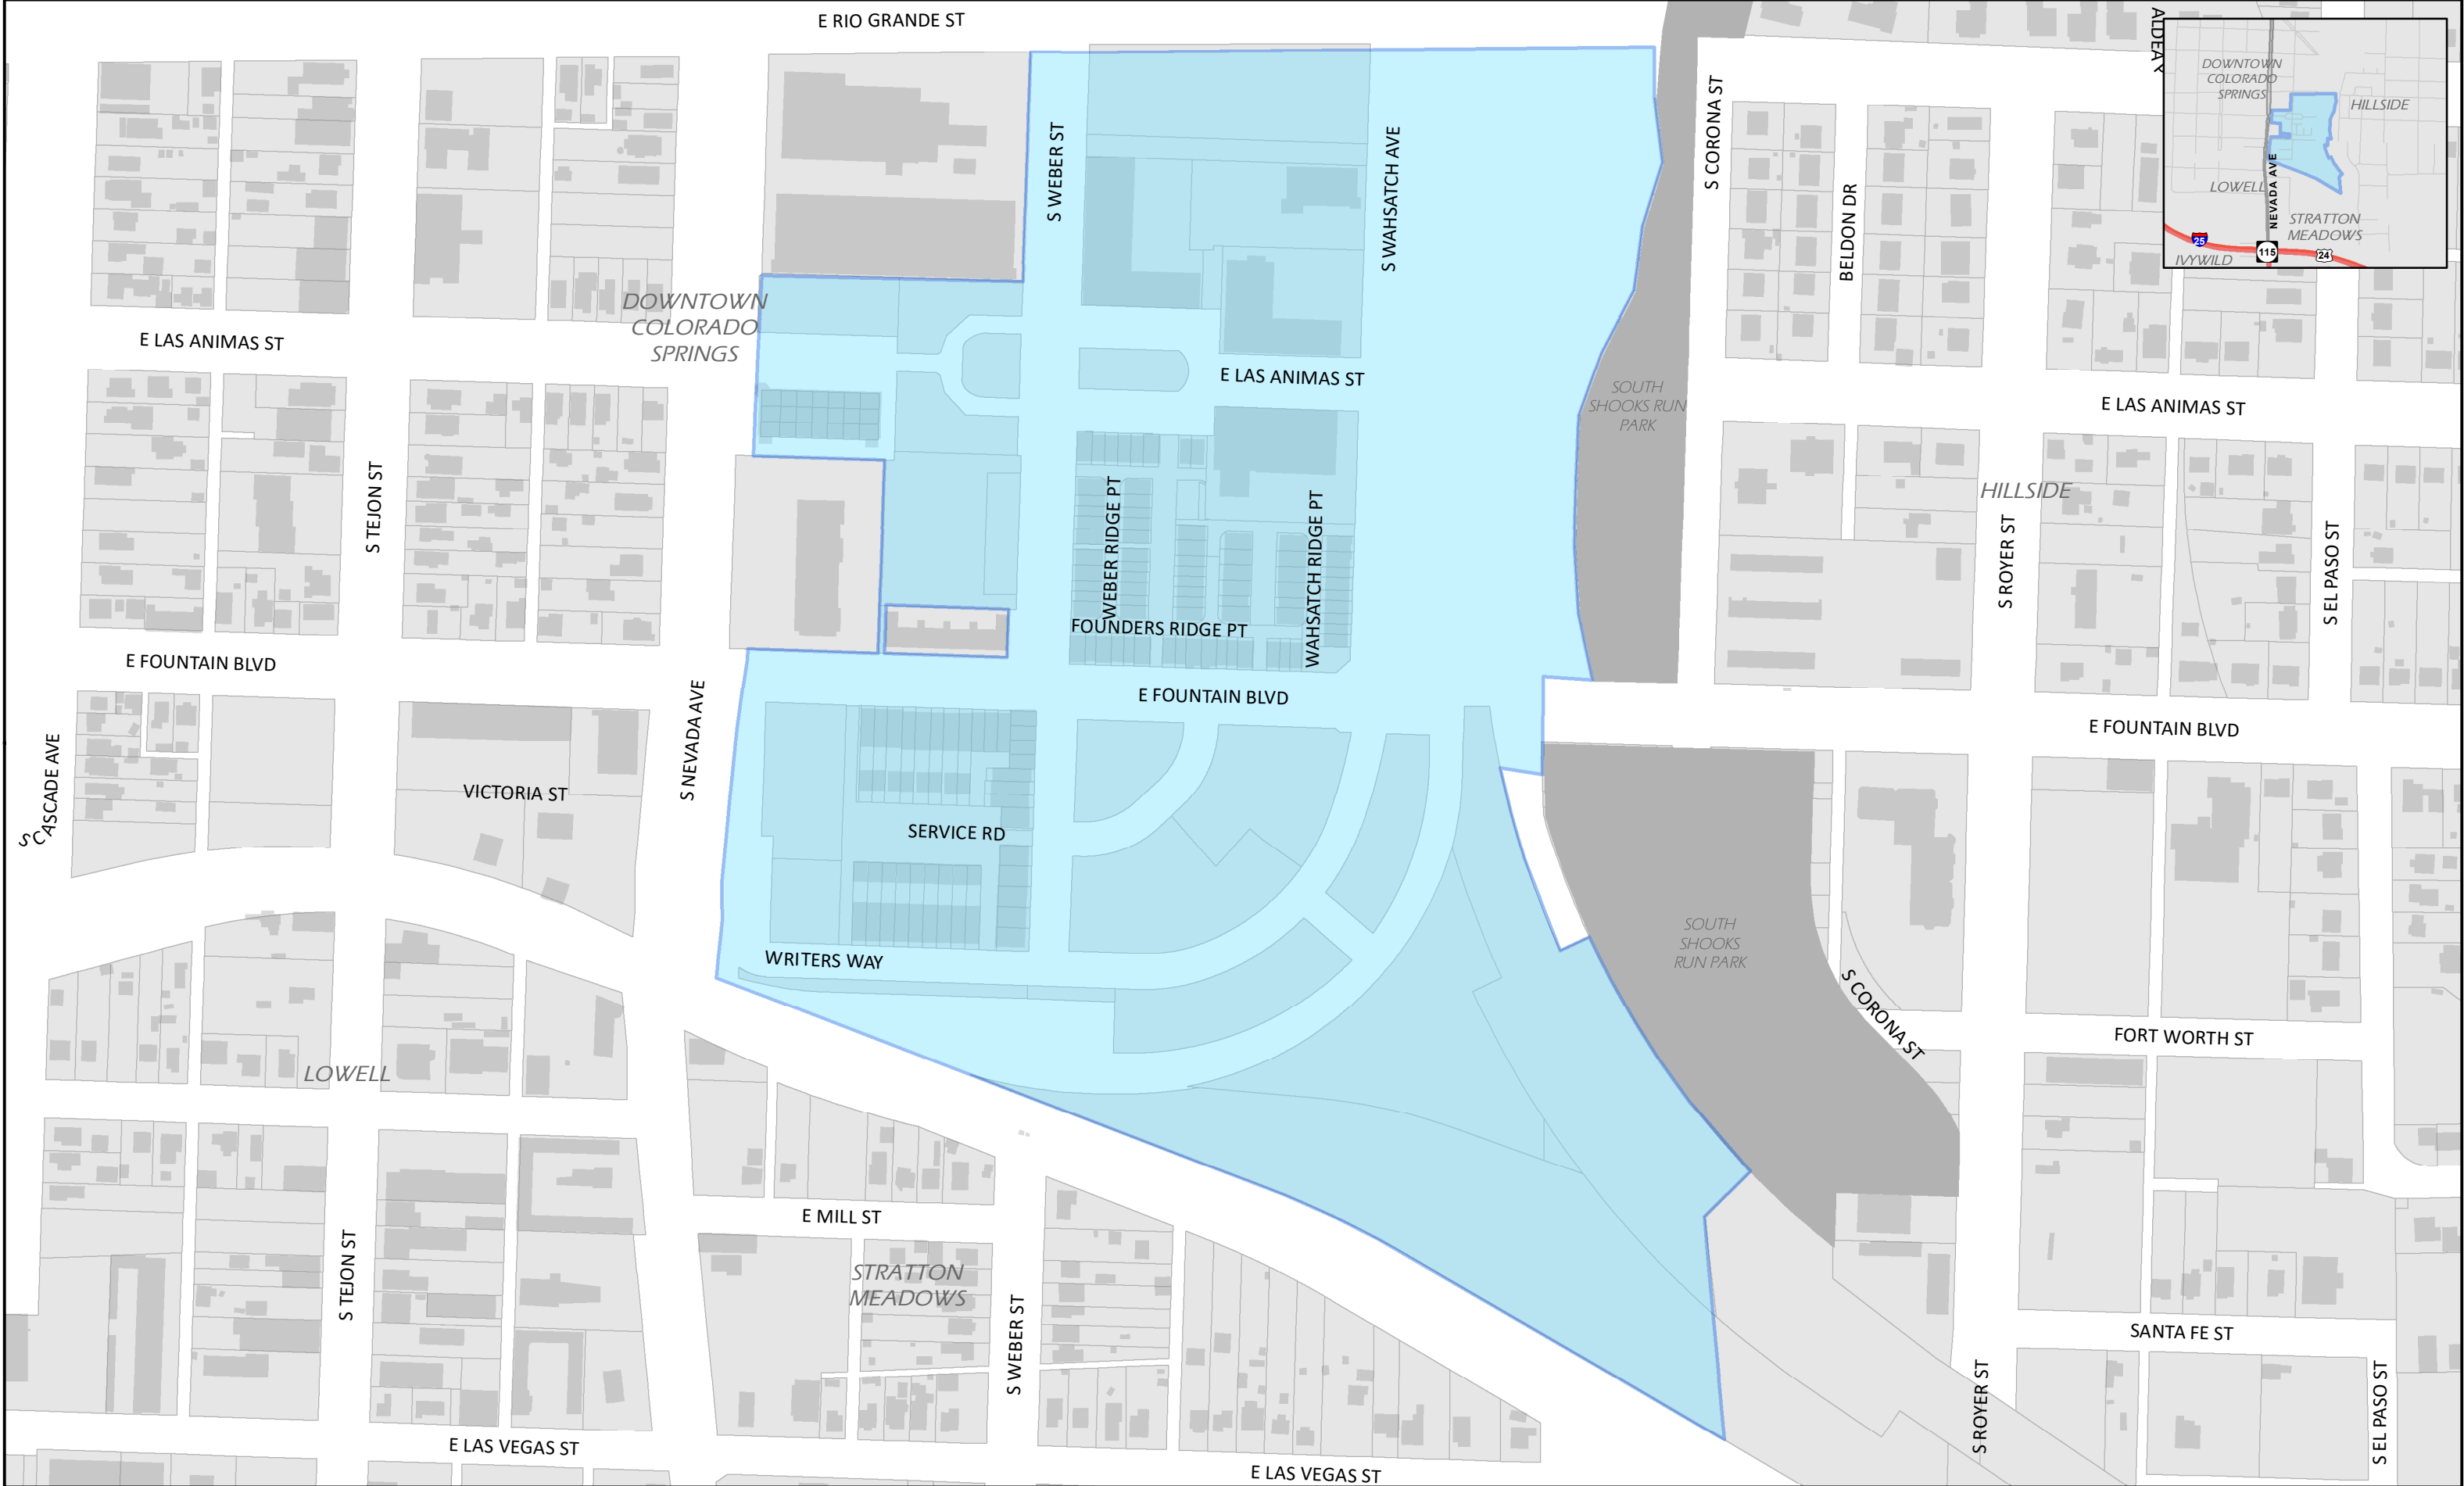 E RIO GRANDE ST
ALDEA
DOWNTOWN
COLORADO
SPRINGS
HILLSIDE
LOWELL
NEVADA AVE
STRATTON
MEADOWS
25
IVYWILD
115
24
S WEBER ST
S WAHSATCH AVE
S CORONA ST
BELDON DR
DOWNTOWN
COLORADO
SPRINGS
E LAS ANIMAS ST
E LAS ANIMAS ST
SOUTH
SHOOKS RUN
PARK
E LAS ANIMAS ST
S TEJON ST
WEBER RIDGE PT
WAHSATCH RIDGE PT
HILLSIDE
S ROYER ST
S EL PASO ST
FOUNDERS RIDGE PT
E FOUNTAIN BLVD
E FOUNTAIN BLVD
E FOUNTAIN BLVD
S CASCADE AVE
VICTORIA ST
S NEVADA AVE
SERVICE RD
WRITERS WAY
SOUTH
SHOOKS
RUN PARK
S CORONA ST
FORT WORTH ST
LOWELL
E MILL ST
S TEJON ST
STRATTON
MEADOWS
S WEBER ST
SANTA FE ST
S ROYER ST
S EL PASO ST
E LAS VEGAS ST
E LAS VEGAS ST